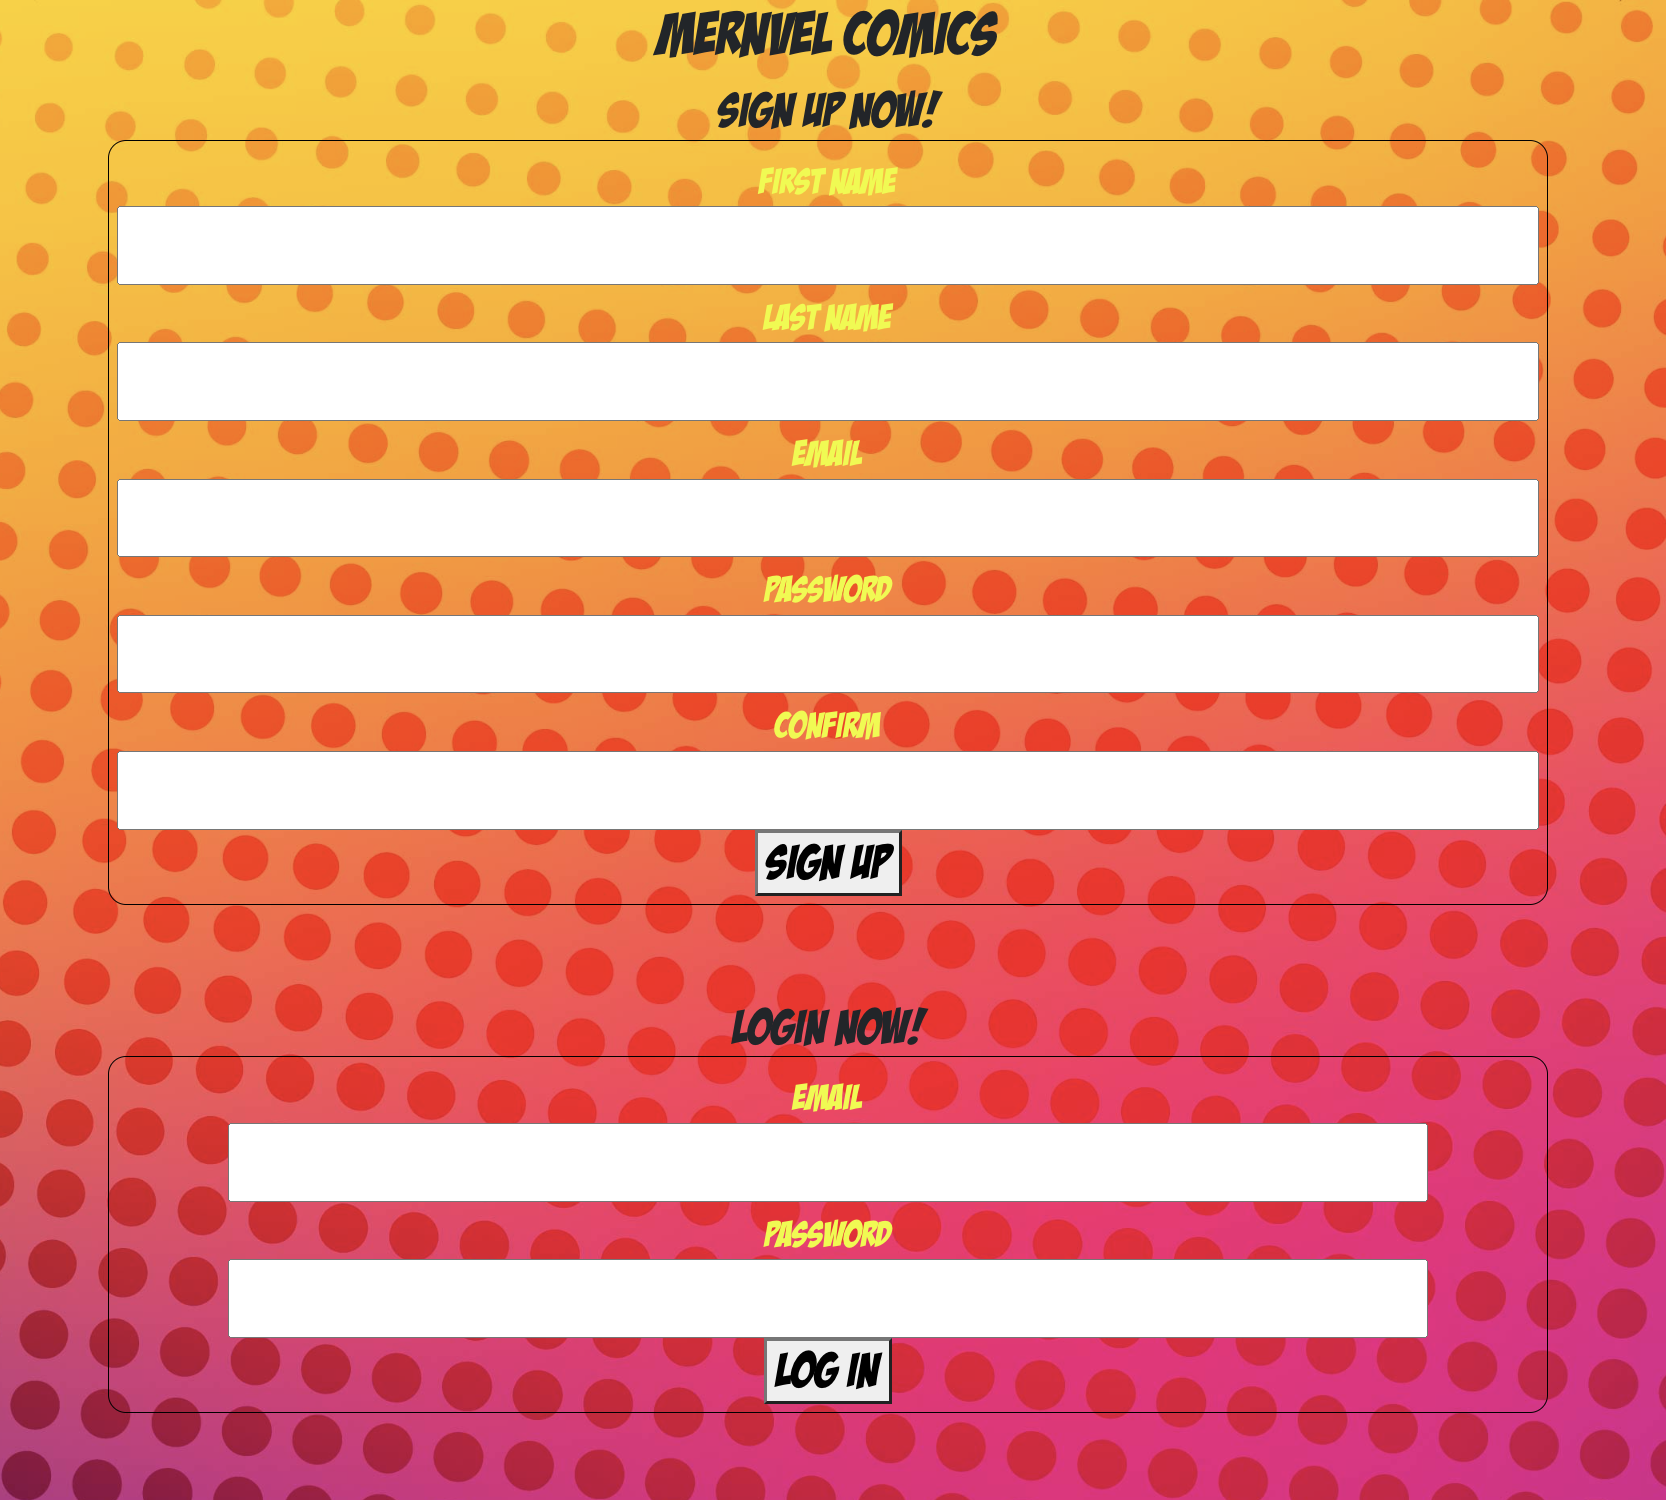 MERNVEL COMICS
SIGN UP NOW!
FIRST NAME
LAST NAME
EMAIL
PASSWORD
CONFIRM
SIGN UP
LOGIN NOW!
EMAIL
PASSWORD
LOG IN